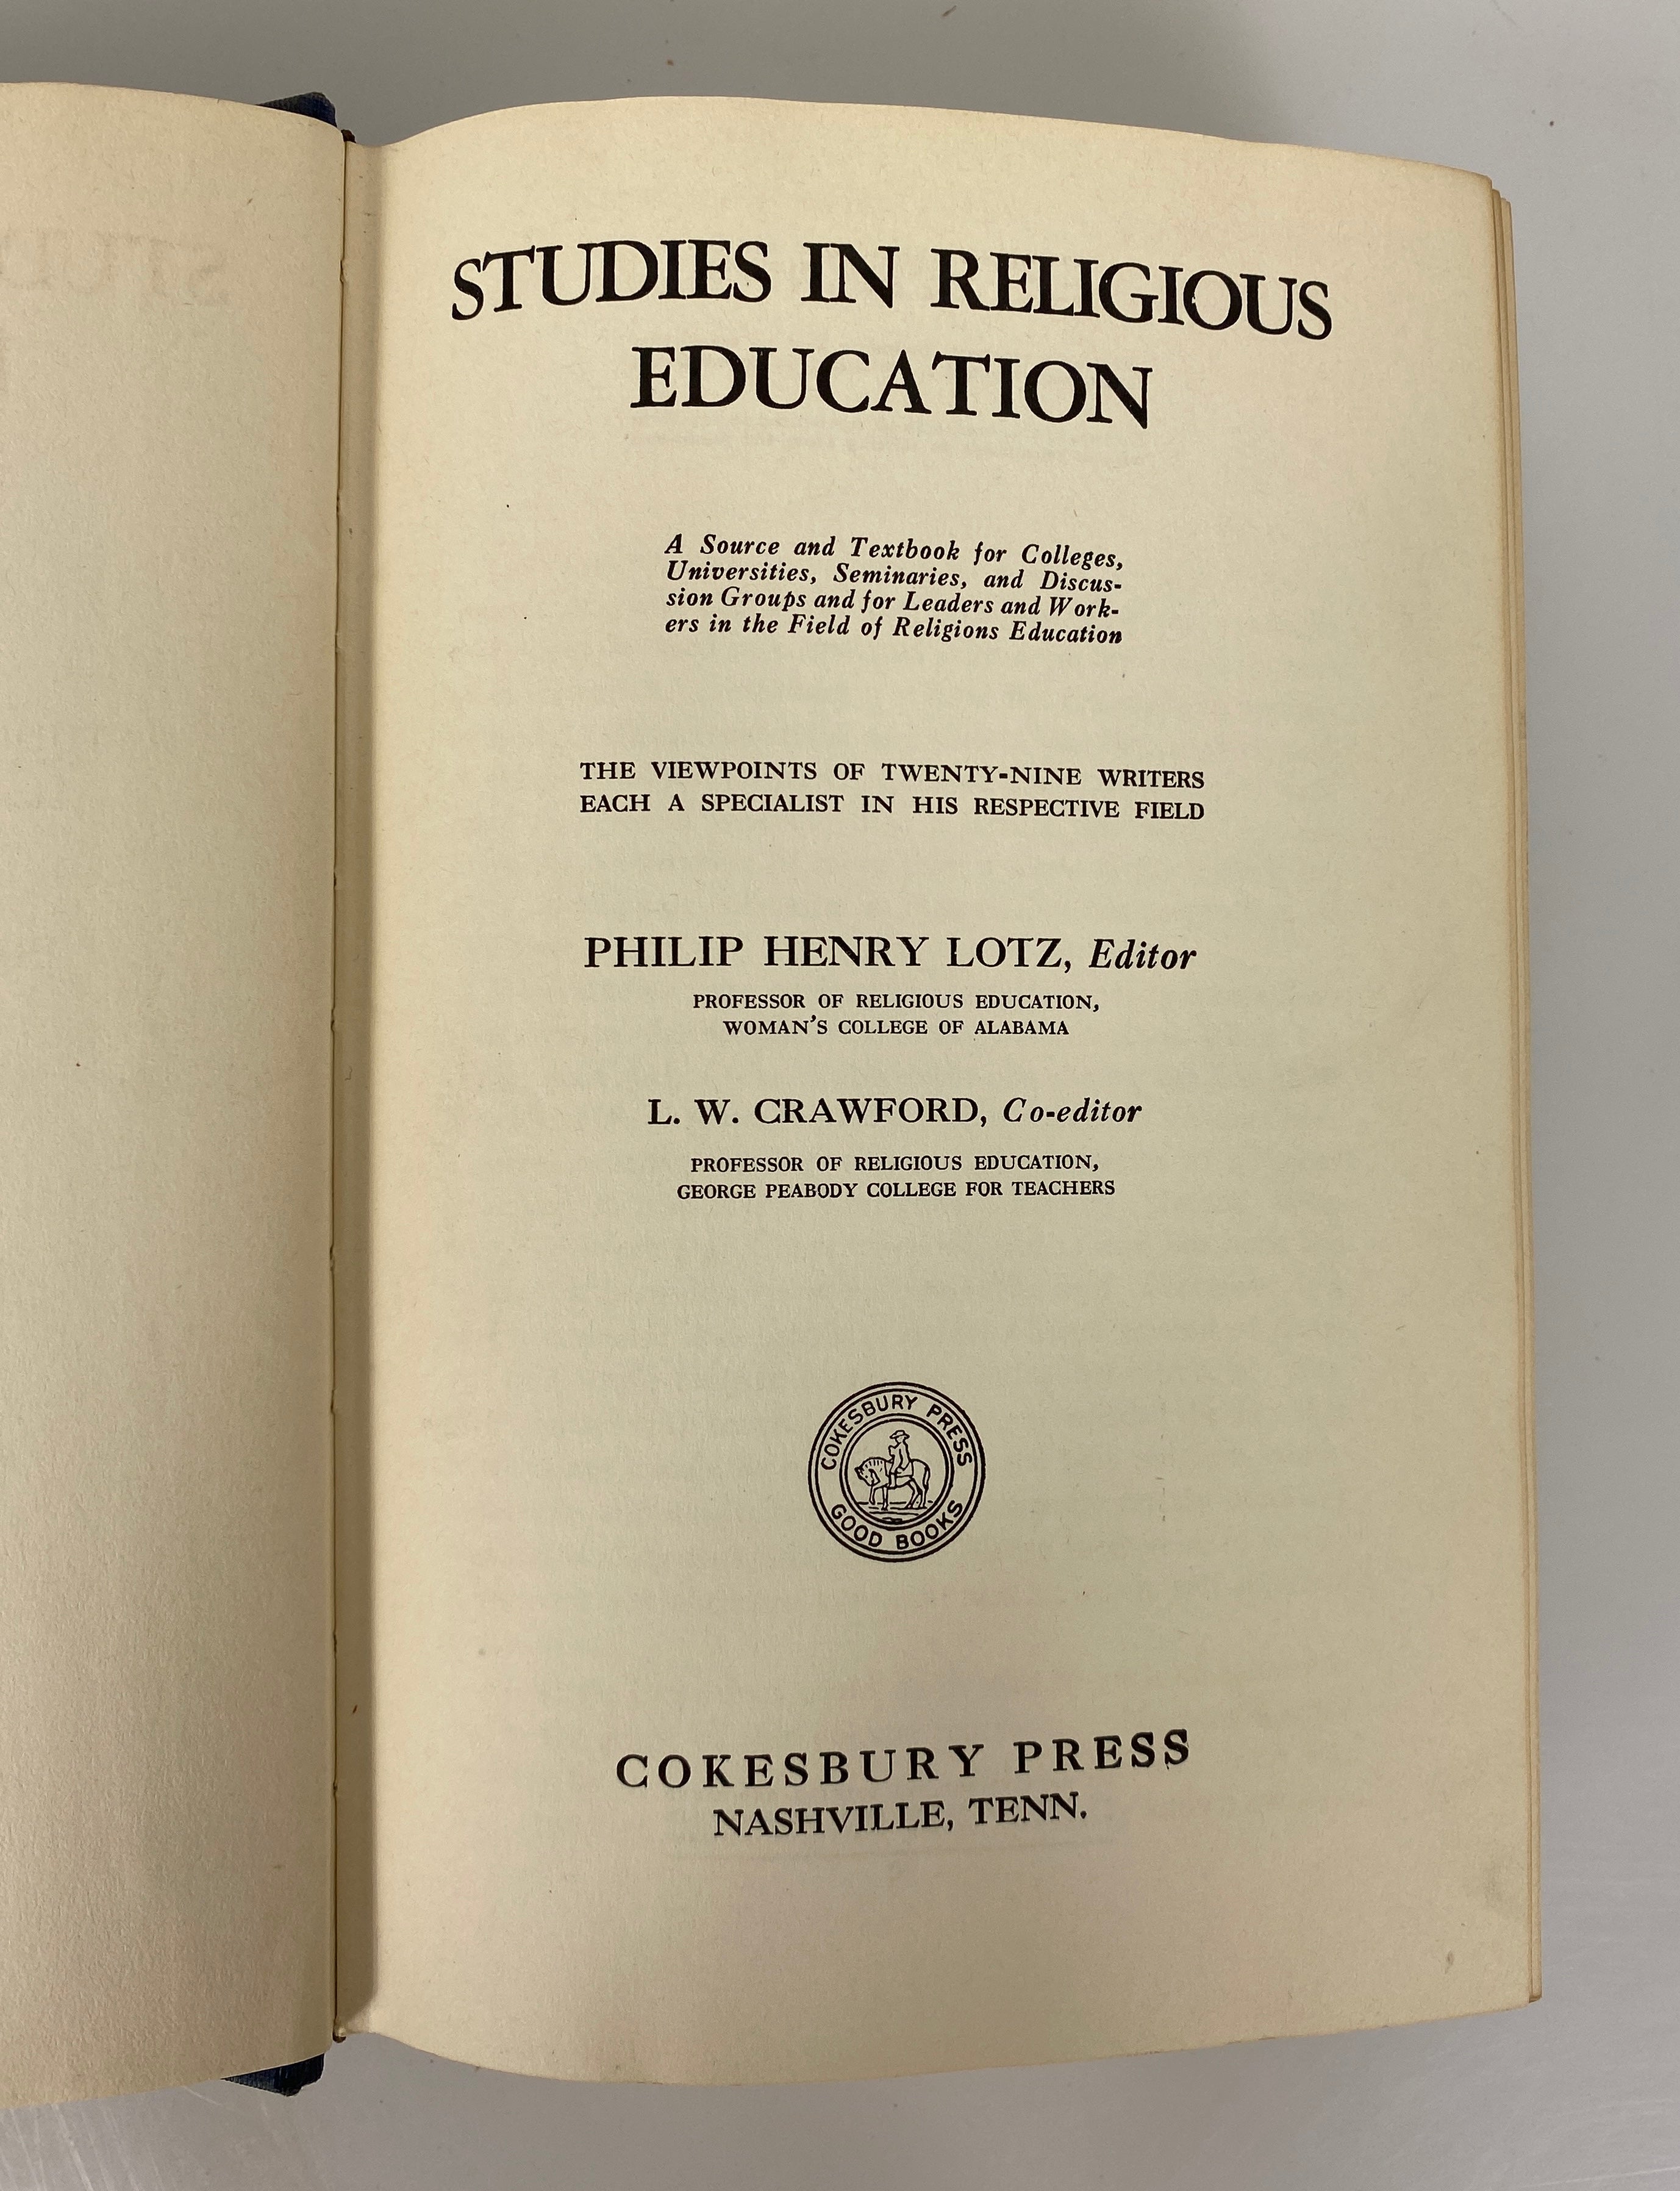 STUDIES IN RELIGIOUS
EDUCATION
A Source and Textbook for Colleges,
Universities, Seminaries, and Discus-
sion Groups and for Leaders and Work-
ers in the Field of Religions Education
THE VIEWPOINTS OF TWENTY-NINE WRITERS
EACH A SPECIALIST IN HIS RESPECTIVE FIELD
PHILIP HENRY LOTZ, Editor
PROFESSOR OF RELIGIOUS EDUCATION,
WOMAN'S COLLEGE OF ALABAMA
L. W. CRAWFORD, Co-editor
PROFESSOR OF RELIGIOUS EDUCATION,
GEORGE PEABODY COLLEGE FOR TEACHERS
COKESBURY PRESS
GOOD BOOKS
COKESBURY PRESS
NASHVILLE, TENN.